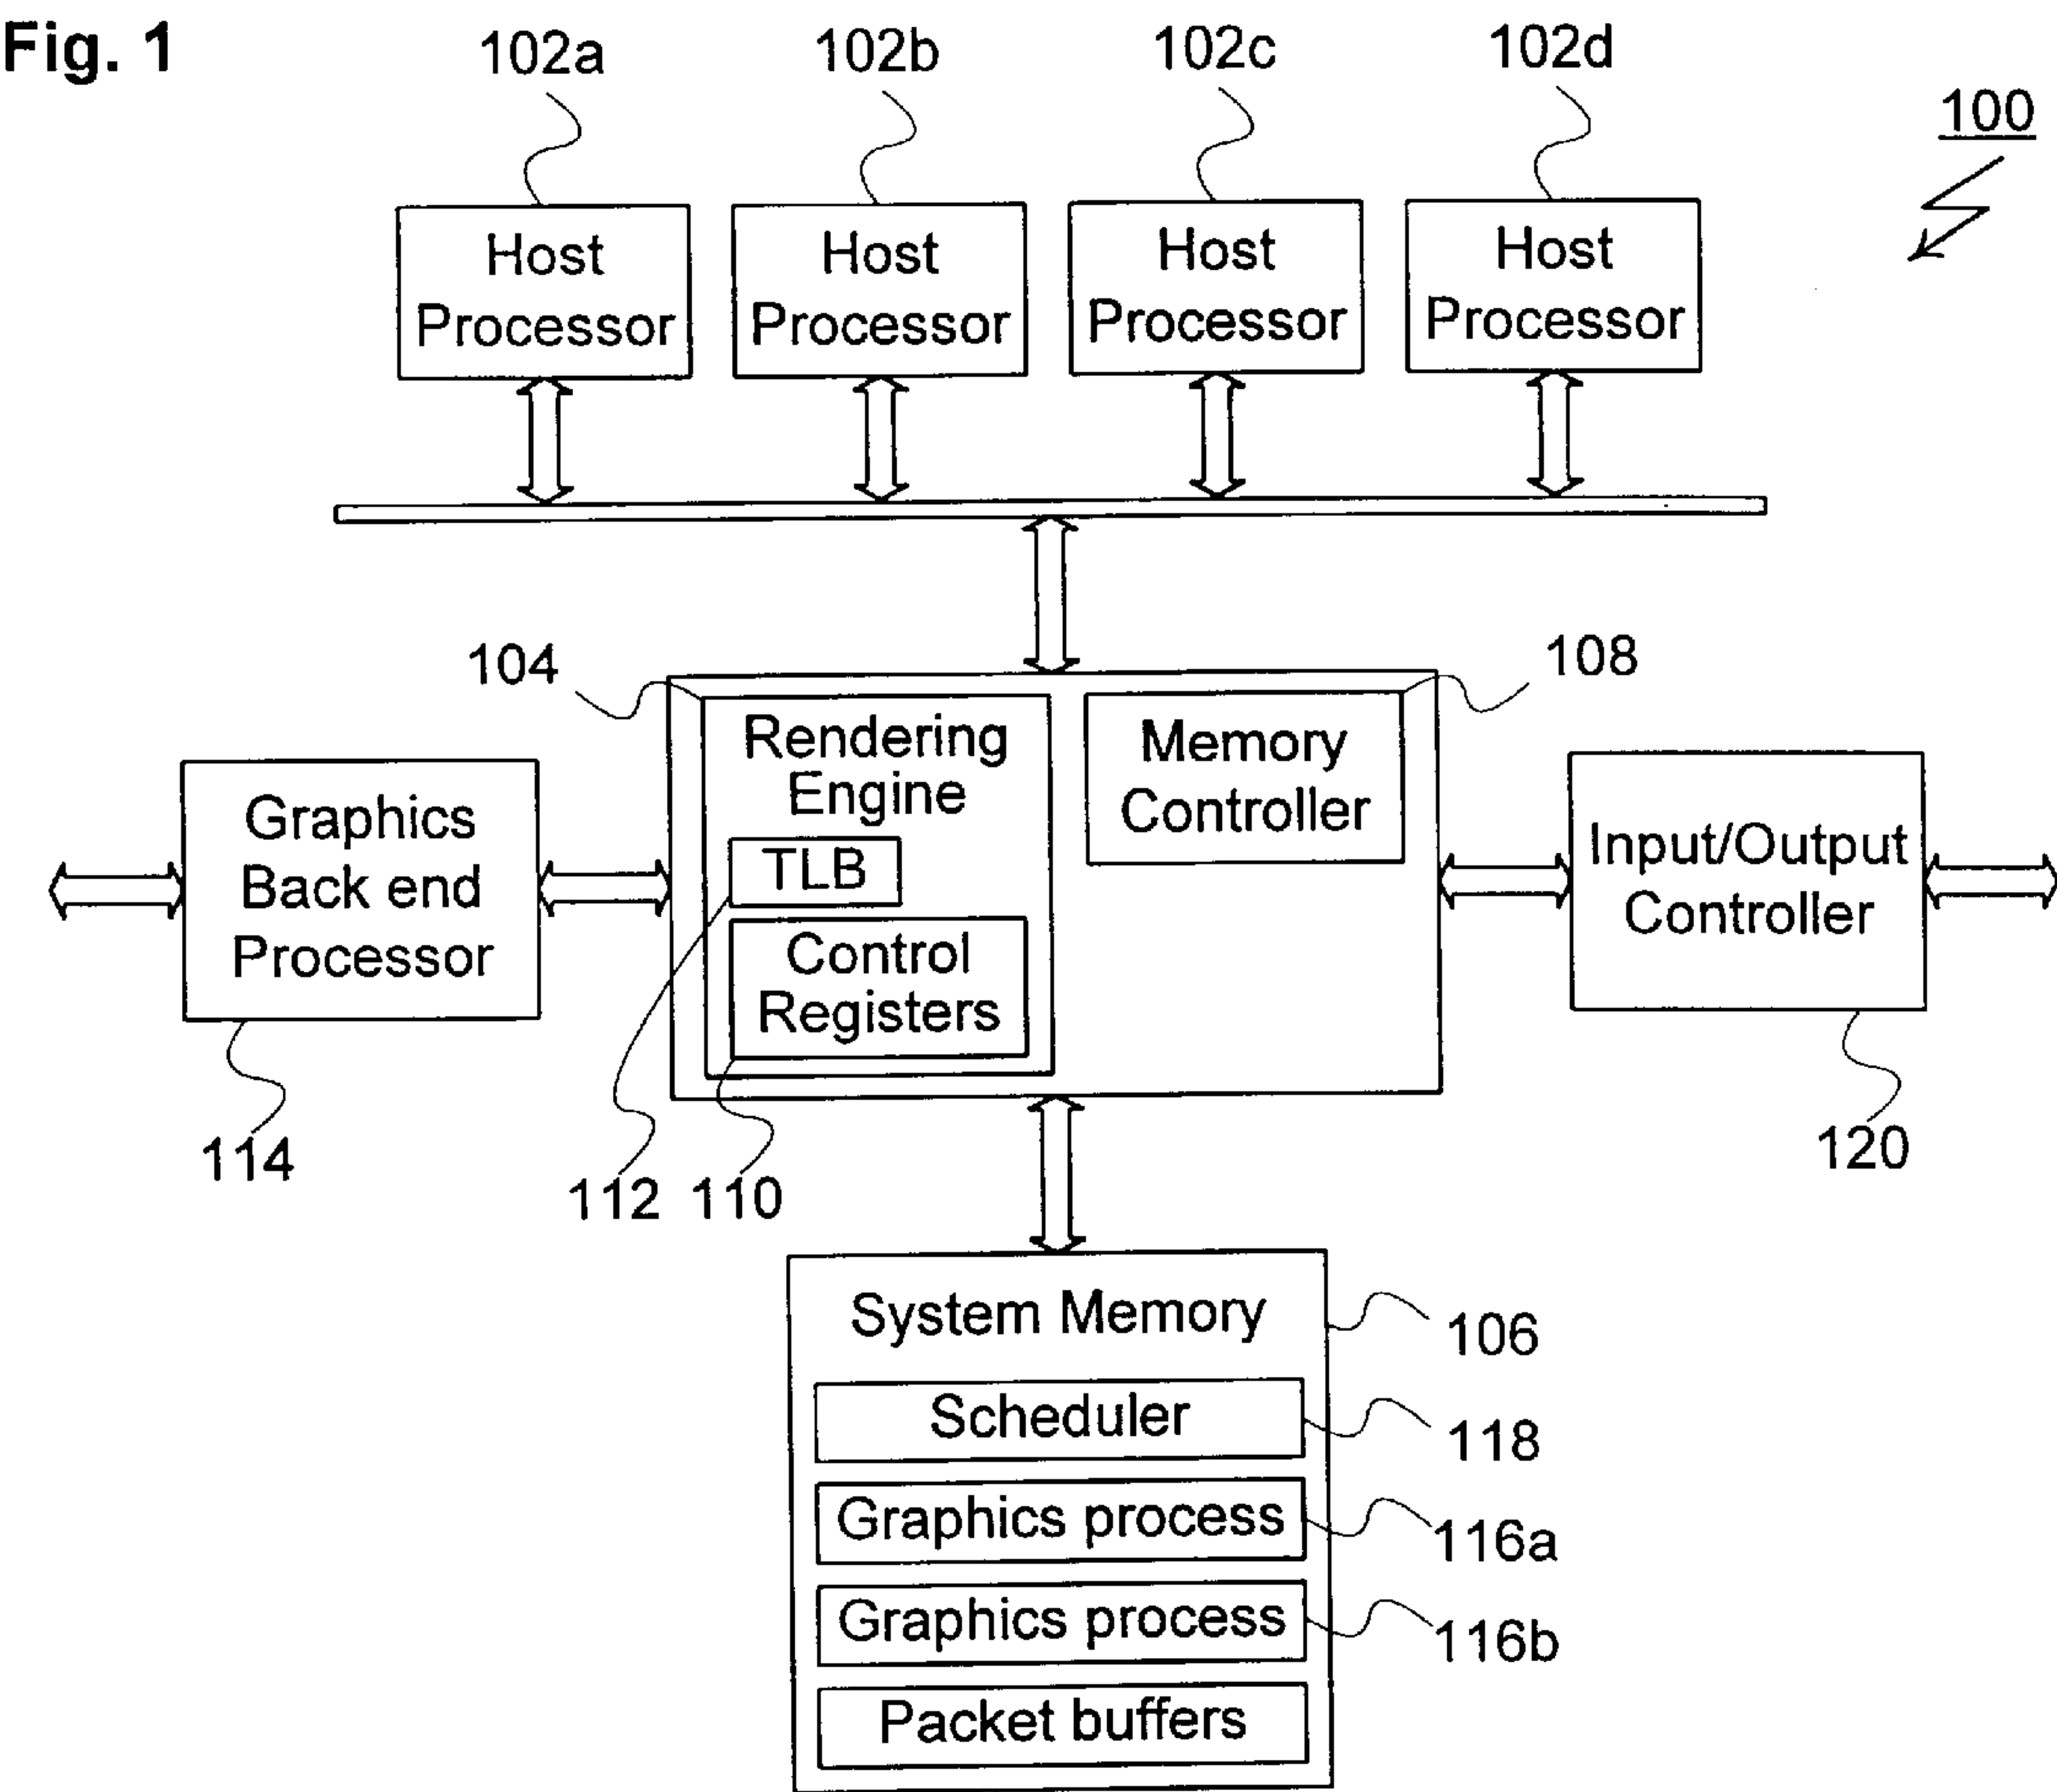 Fig. 1
102a
102b
102c
102d
100
Host
Processor
Host
Processor
Host
Processor
Host
Processor
104
108
Rendering
Engine
TLB
Control
Registers
Memory
Controller
Graphics
Back end
Processor
Input/Output
Controller
114
112
110
120
System Memory
106
Scheduler
118
Graphics process
116a
Graphics process
116b
Packet buffers